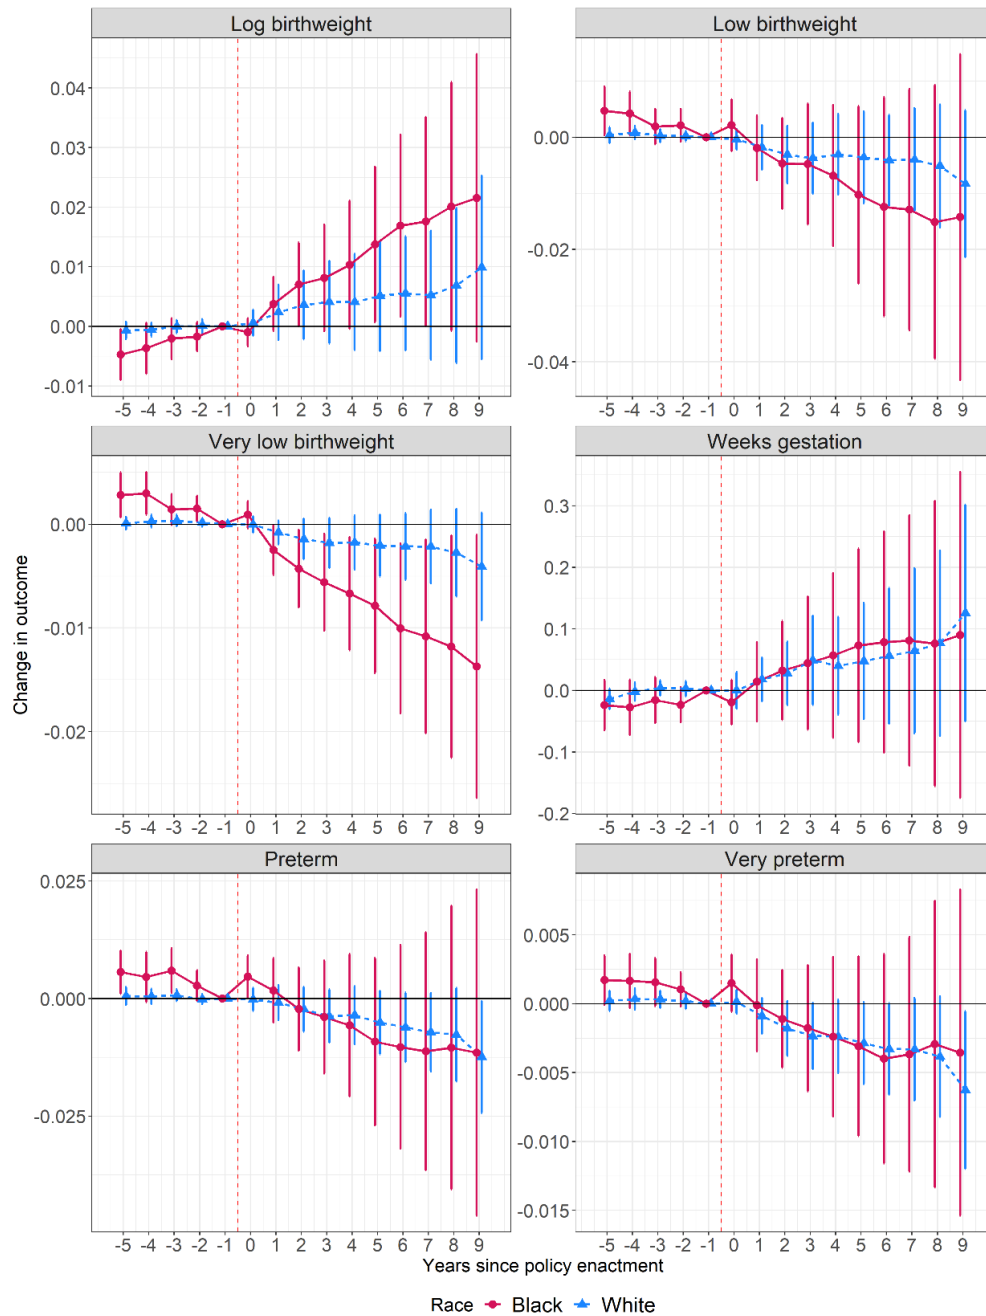 Log birthweight
Low birthweight
0.04
0.03
0.02
0.01
0.00
-0.01
0.00
-0.02
-0.04
-5 -4 -3 -2 -1 0 1 2 3 4 5 6 7 8 9
-5 -4 -3 -2 -1 0 1 2 3 4 5 6 7 8 9
Very low birthweight
Weeks gestation
0.00
-0.01
-0.02
0.3
0.2
0.1
0.0
-0.1
-0.2
-5 -4 -3 -2 -1 0 1 2 3 4 5 6 7 8 9
-5 -4 -3 -2 -1 0 1 2 3 4 5 6 7 8 9
Change in outcome
Preterm
Very preterm
0.025
0.000
-0.025
0.005
0.000
-0.005
-0.010
-0.015
-5 -4 -3 -2 -1 0 1 2 3 4 5 6 7 8 9
-5 -4 -3 -2 -1 0 1 2 3 4 5 6 7 8 9
Years since policy enactment
Race Black White